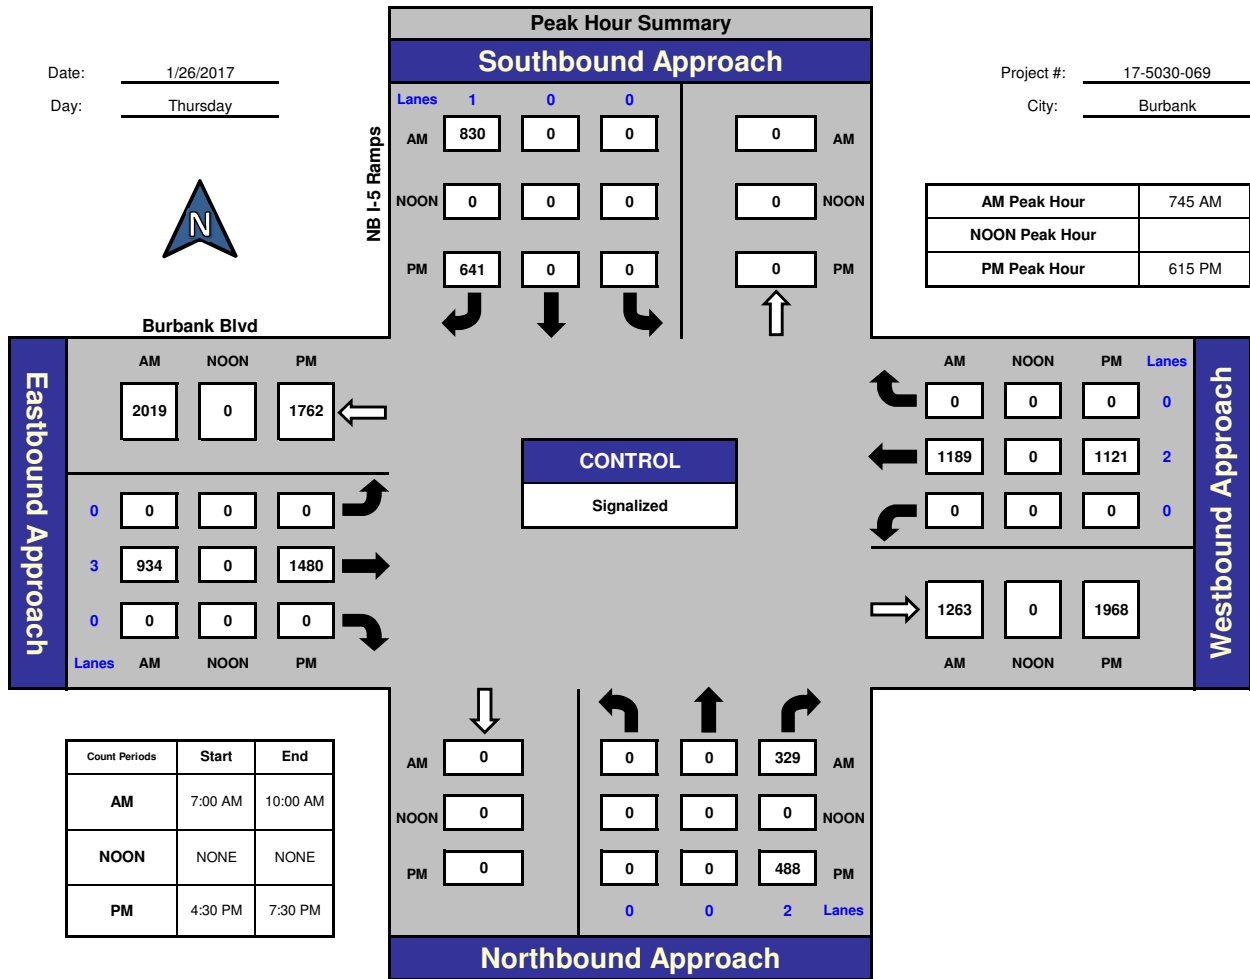 Peak Hour Summary
Southbound Approach
Date: 1/26/2017
Day: Thursday
Project #: 17-5030-069
City: Burbank
N
NB I-5 Ramps
Lanes 1 0 0
AM 830 0 0 0 AM
NOON 0 0 0 0 NOON
PM 641 0 0 0 PM
AM Peak Hour 745 AM
NOON Peak Hour
PM Peak Hour 615 PM
Burbank Blvd
Eastbound Approach
AM NOON PM
2019 0 1762
0 0 0 0
3 934 0 1480
0 0 0 0
Lanes AM NOON PM
CONTROL
Signalized
AM NOON PM Lanes
0 0 0 0
1189 0 1121 2
0 0 0 0
1263 0 1968
AM NOON PM
Westbound Approach
Count Periods Start End
AM 7:00 AM 10:00 AM
NOON NONE NONE
PM 4:30 PM 7:30 PM
AM 0 0 0 329 AM
NOON 0 0 0 0 NOON
PM 0 0 0 488 PM
0 0 2 Lanes
Northbound Approach